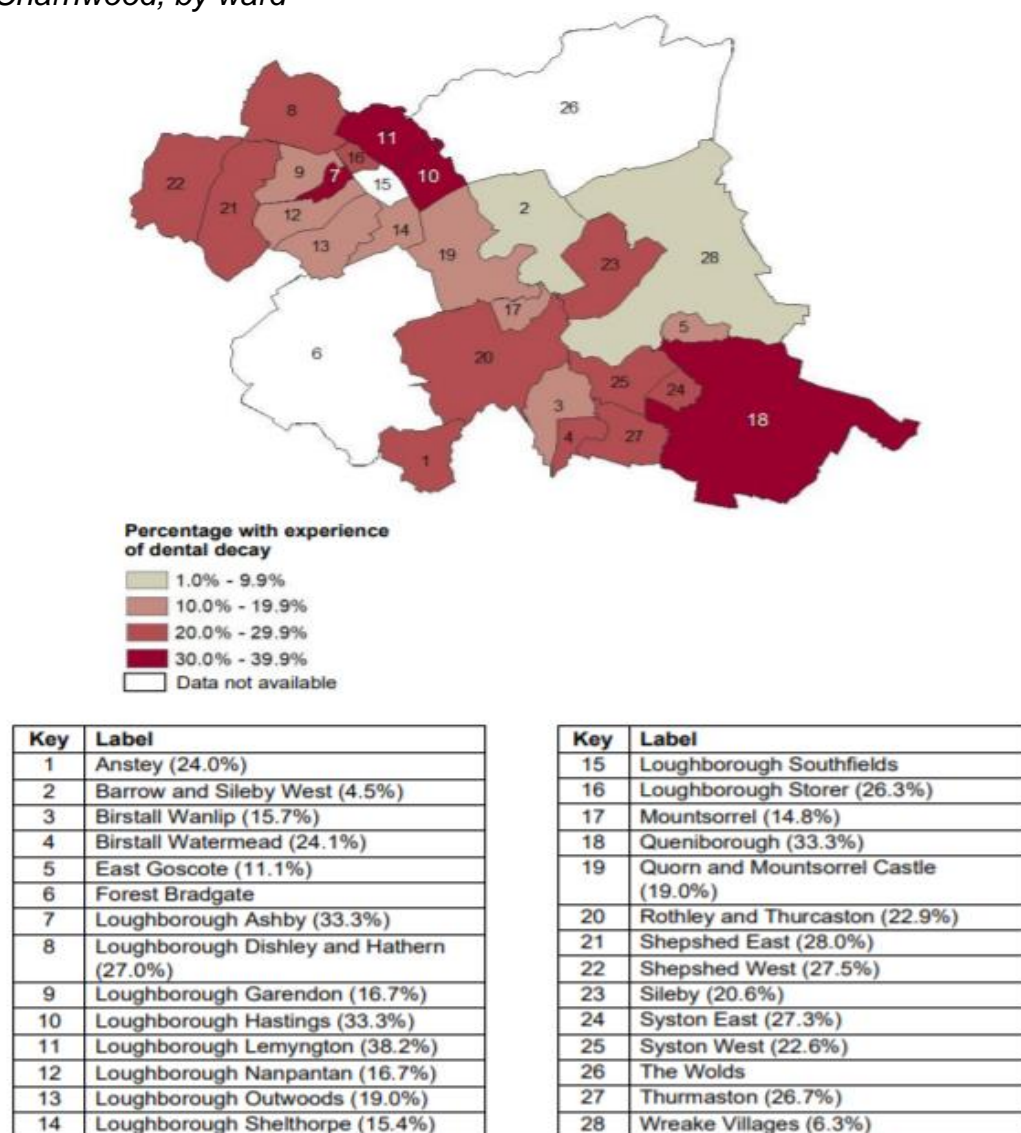 Charnwood, by ward
26
8
11
16
9
7
10
22
15
21
2
12
14
13
19
23
28
17
5
6
20
25
24
3
18
4
27
1
Percentage with experience
of dental decay
1.0% - 9.9%
10.0% - 19.9%
20.0% - 29.9%
30.0% - 39.9%
Data not available
Key Label
1 Anstey (24.0%)
2 Barrow and Sileby West (4.5%)
3 Birstall Wanlip (15.7%)
4 Birstall Watermead (24.1%)
5 East Goscote (11.1%)
6 Forest Bradgate
7 Loughborough Ashby (33.3%)
8 Loughborough Dishley and Hathern
(27.0%)
9 Loughborough Garendon (16.7%)
10 Loughborough Hastings (33.3%)
11 Loughborough Lemyngton (38.2%)
12 Loughborough Nanpantan (16.7%)
13 Loughborough Outwoods (19.0%)
14 Loughborough Shelthorpe (15.4%)
Key Label
15 Loughborough Southfields
16 Loughborough Storer (26.3%)
17 Mountsorrel (14.8%)
18 Queniborough (33.3%)
19 Quorn and Mountsorrel Castle
(19.0%)
20 Rothley and Thurcaston (22.9%)
21 Shepshed East (28.0%)
22 Shepshed West (27.5%)
23 Sileby (20.6%)
24 Syston East (27.3%)
25 Syston West (22.6%)
26 The Wolds
27 Thurmaston (26.7%)
28 Wreake Villages (6.3%)